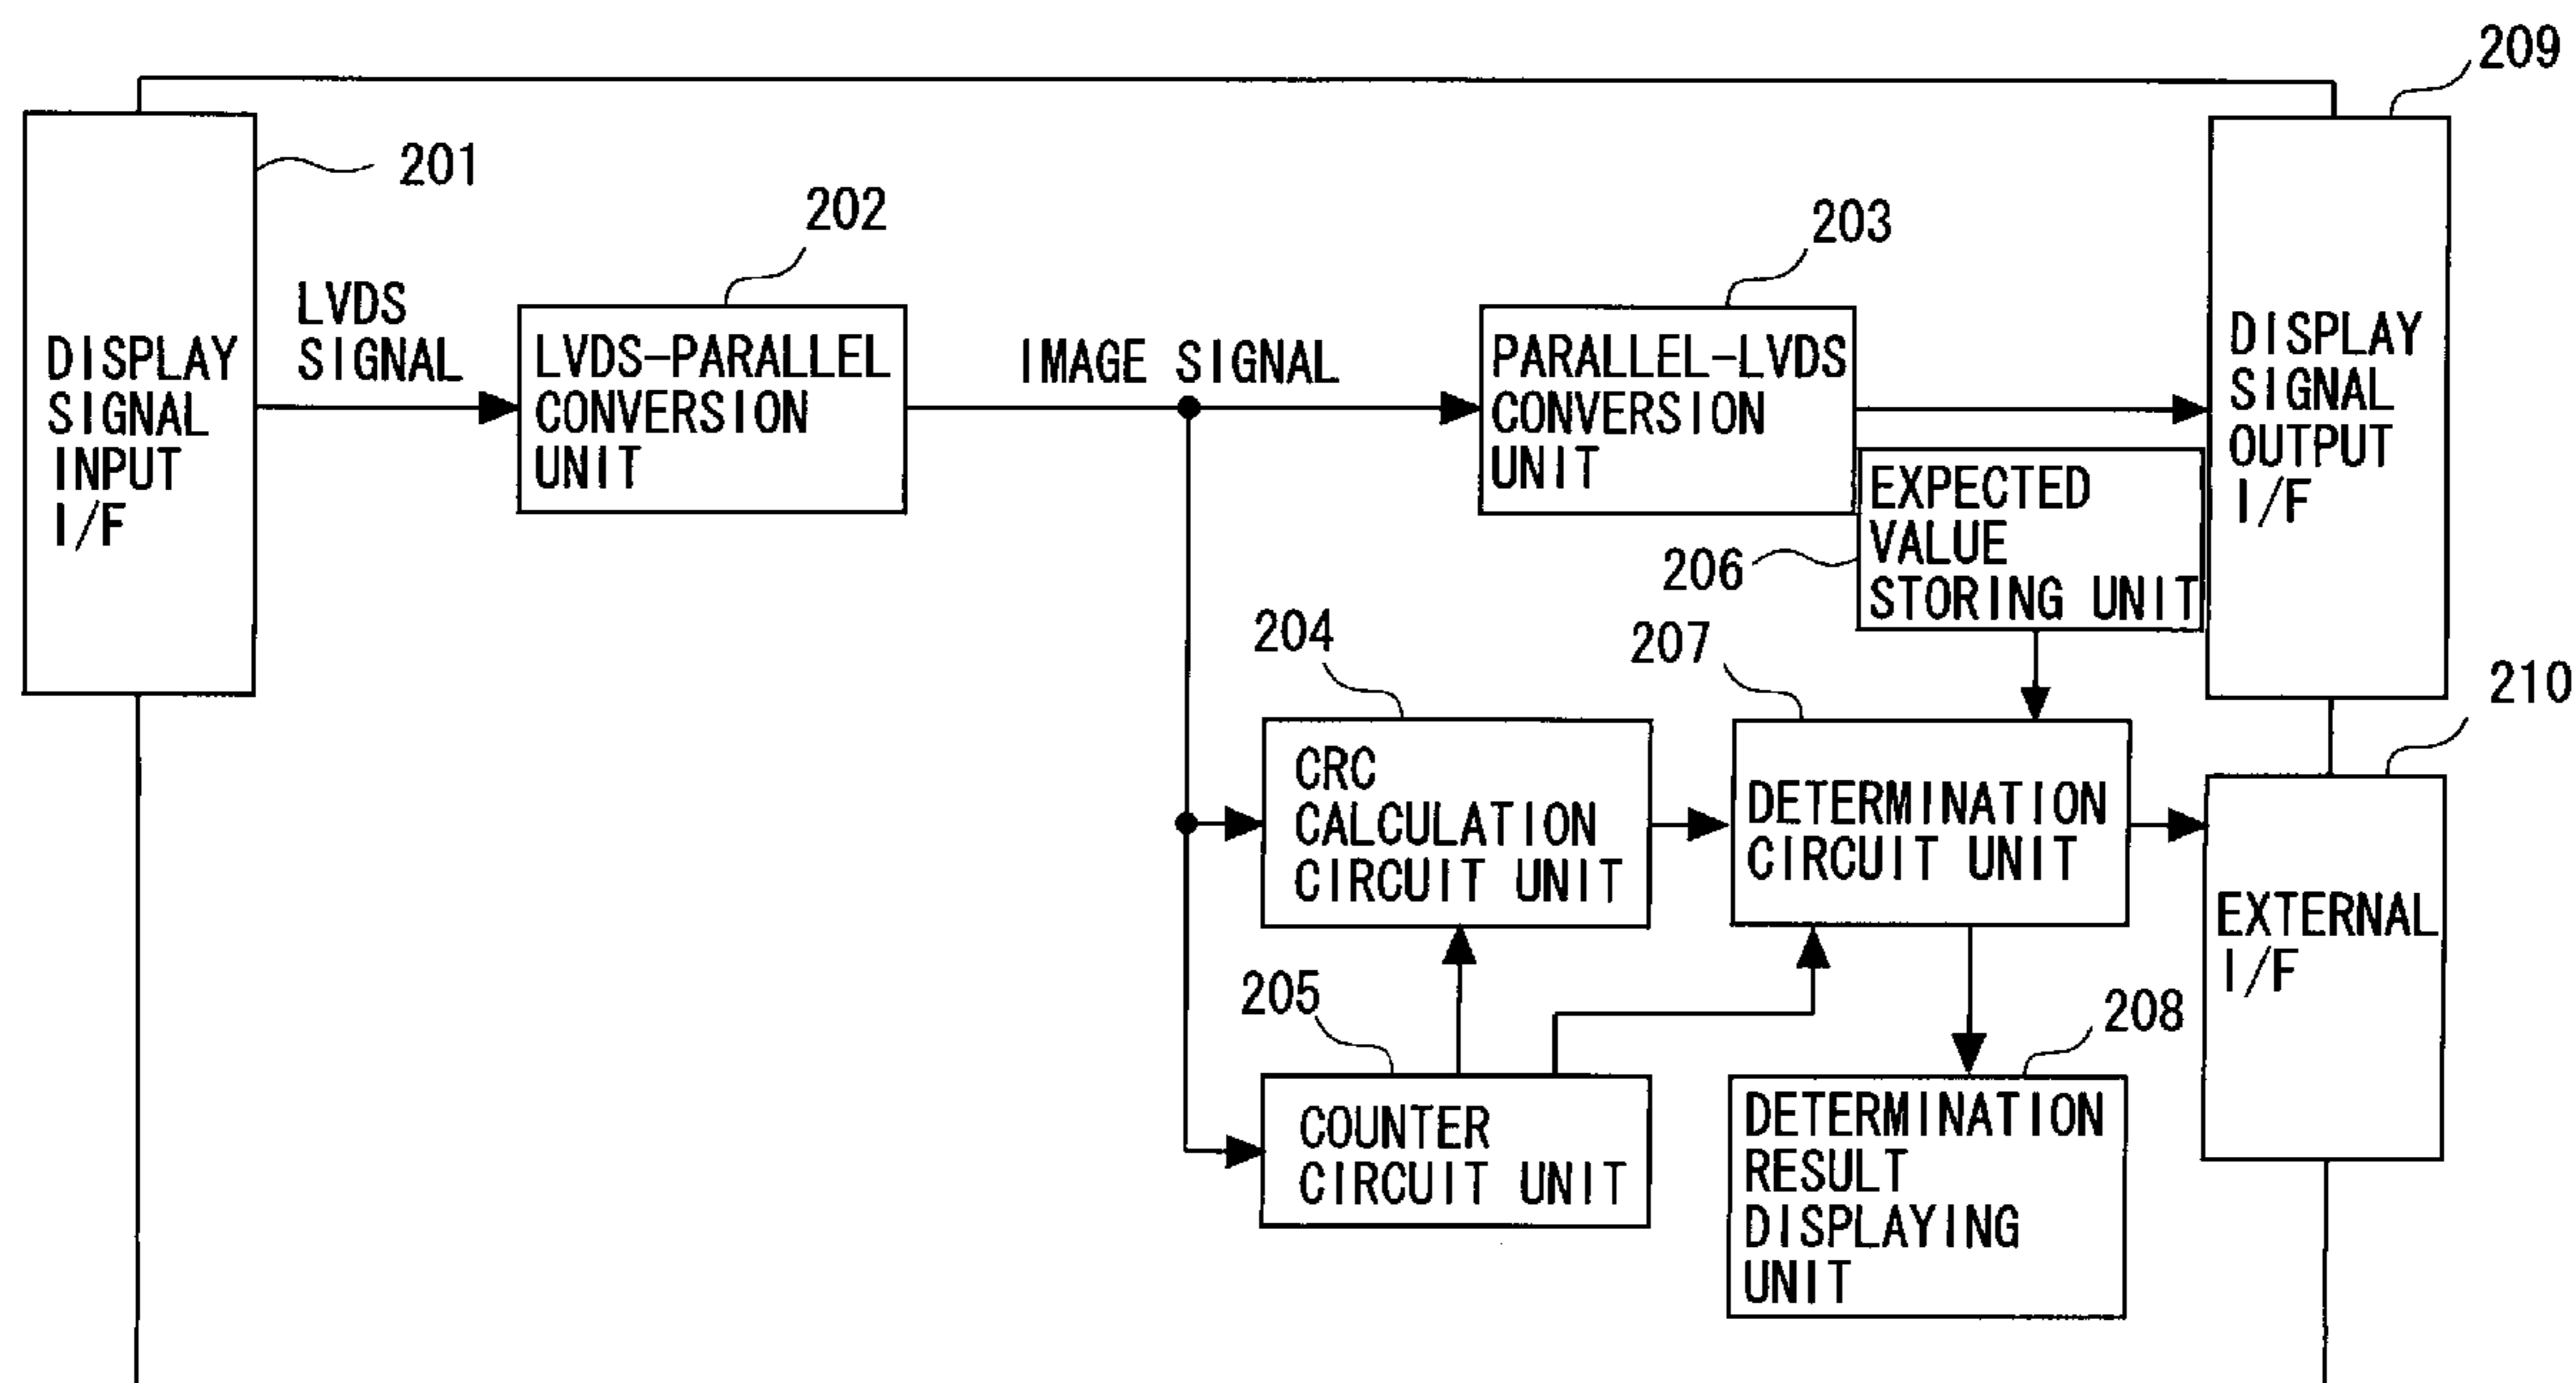 209
201
DISPLAY
SIGNAL
INPUT
I/F
LVDS
SIGNAL
202
LVDS-PARALLEL
CONVERSION
UNIT
IMAGE SIGNAL
203
PARALLEL-LVDS
CONVERSION
UNIT
DISPLAY
SIGNAL
OUTPUT
I/F
206
EXPECTED
VALUE
STORING UNIT
204
CRC
CALCULATION
CIRCUIT UNIT
207
DETERMINATION
CIRCUIT UNIT
210
EXTERNAL
I/F
205
COUNTER
CIRCUIT UNIT
208
DETERMINATION
RESULT
DISPLAYING
UNIT